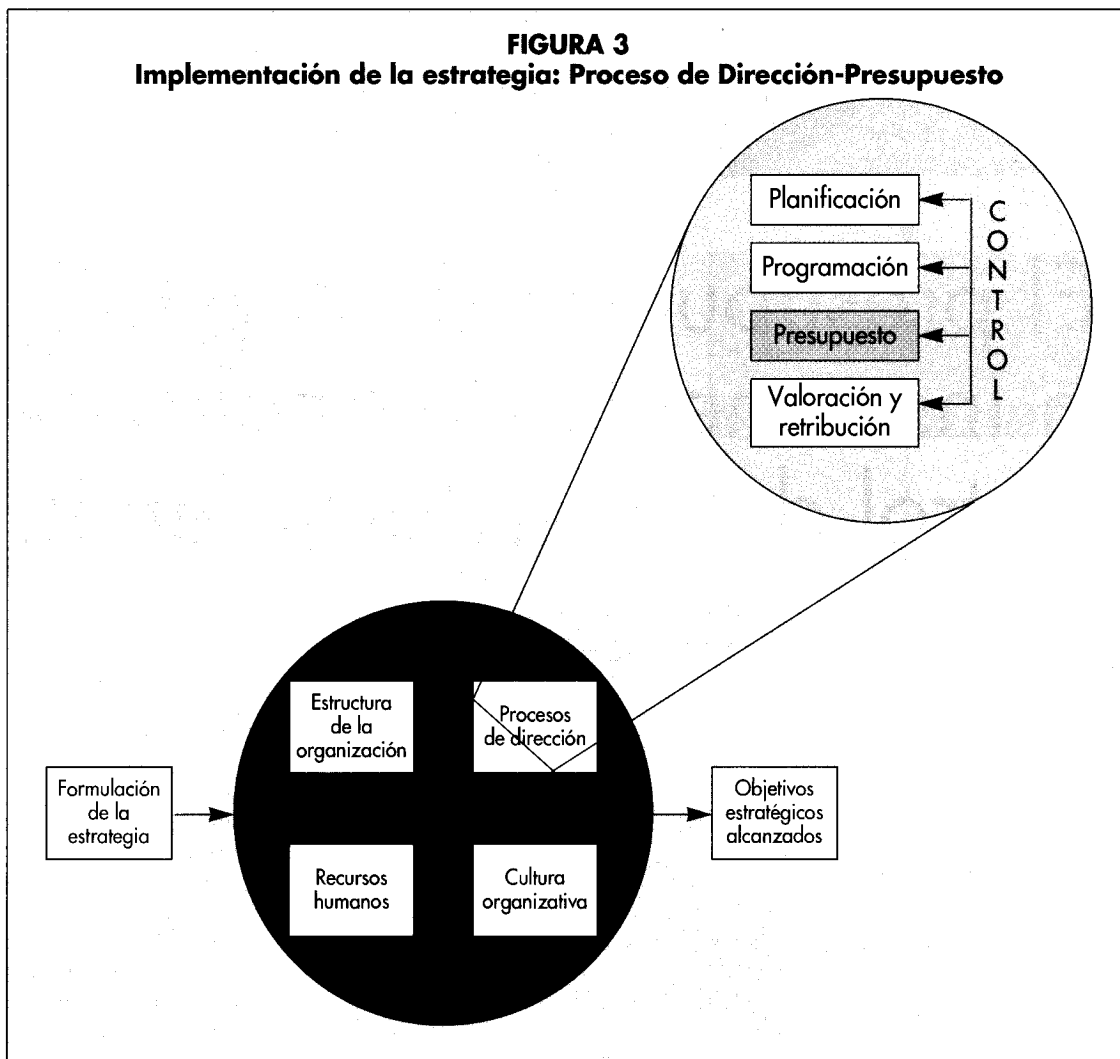 FIGURA 3
Implementación de la estrategia: Proceso de Dirección-Presupuesto
Planificación
Programación
Presupuesto
Valoración y
retribución
CONTROL
Estructura
de la
organización
Procesos
de dirección
Formulación
de la
estrategia
Objetivos
estratégicos
alcanzados
Recursos
humanos
Cultura
organizativa